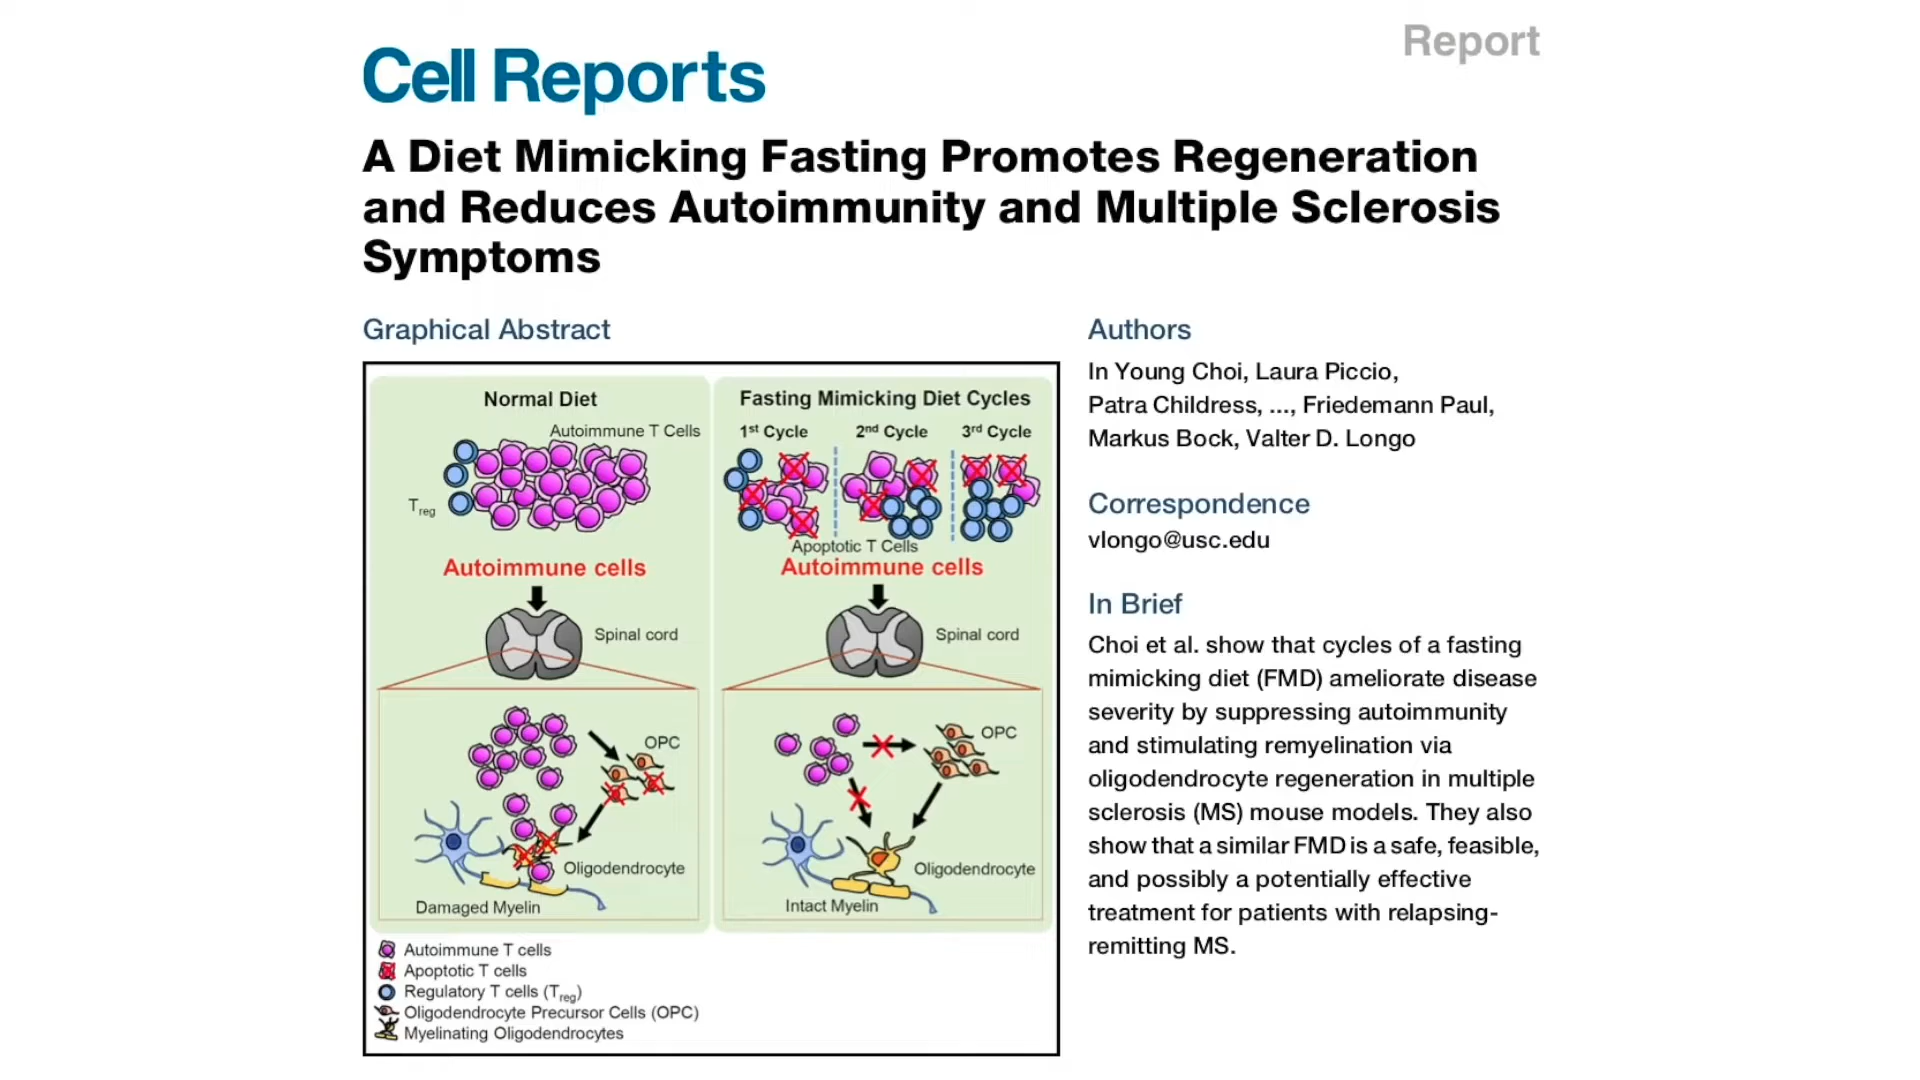 Report
Cell Reports
A Diet Mimicking Fasting Promotes Regeneration
and Reduces Autoimmunity and Multiple Sclerosis
Symptoms
Graphical Abstract
Normal Diet
Autoimmune T Cells
Treg
Autoimmune cells
Spinal cord
OPC
Oligodendrocyte
Damaged Myelin
Fasting Mimicking Diet Cycles
1st Cycle
2nd Cycle
3rd Cycle
Apoptotic T Cells
Autoimmune cells
Spinal cord
OPC
Oligodendrocyte
Intact Myelin
Autoimmune T cells
Apoptotic T cells
Regulatory T cells (Treg)
Oligodendrocyte Precursor Cells (OPC)
Myelinating Oligodendrocytes
Authors
In Young Choi, Laura Piccio,
Patra Childress, ..., Friedemann Paul,
Markus Bock, Valter D. Longo
Correspondence
vlongo@usc.edu
In Brief
Choi et al. show that cycles of a fasting
mimicking diet (FMD) ameliorate disease
severity by suppressing autoimmunity
and stimulating remyelination via
oligodendrocyte regeneration in multiple
sclerosis (MS) mouse models. They also
show that a similar FMD is a safe, feasible,
and possibly a potentially effective
treatment for patients with relapsing-
remitting MS.